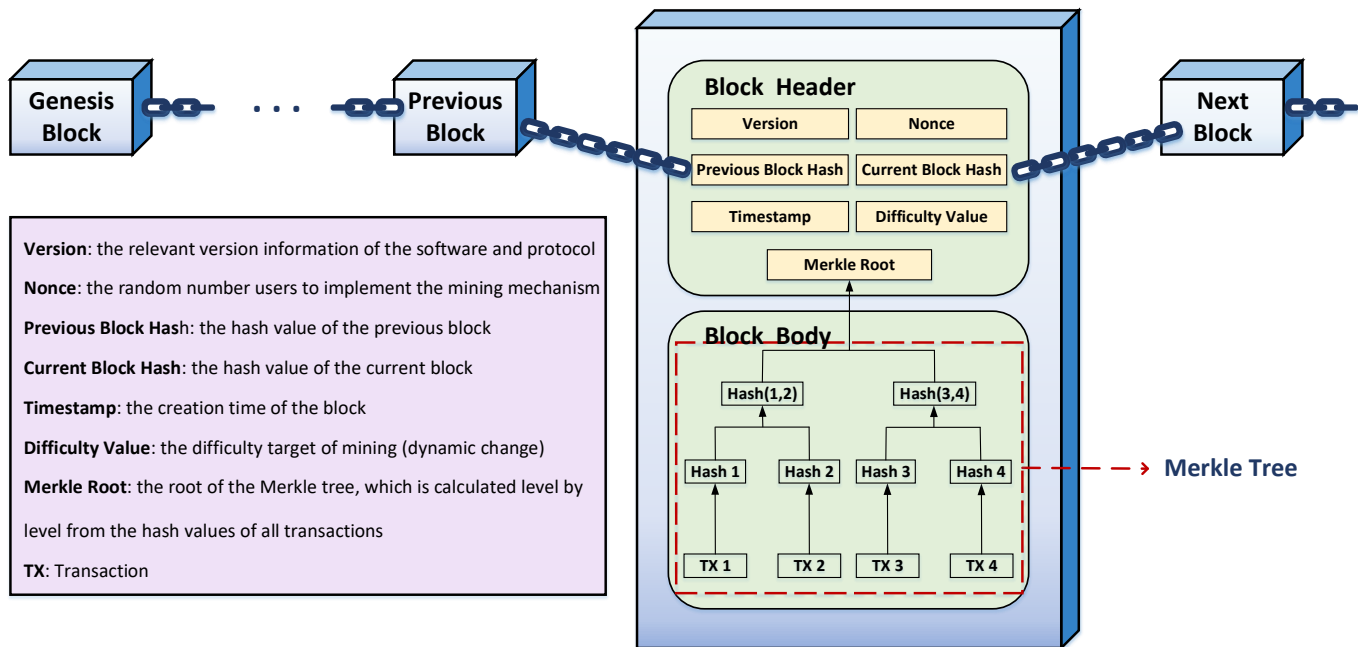 Genesis
Block
. . .
Previous
Block
Block Header
Version
Nonce
Previous Block Hash
Current Block Hash
Timestamp
Difficulty Value
Merkle Root
Next
Block
Version: the relevant version information of the software and protocol
Nonce: the random number users to implement the mining mechanism
Previous Block Hash: the hash value of the previous block
Current Block Hash: the hash value of the current block
Timestamp: the creation time of the block
Difficulty Value: the difficulty target of mining (dynamic change)
Merkle Root: the root of the Merkle tree, which is calculated level by
level from the hash values of all transactions
TX: Transaction
Block Body
Hash(1,2)
Hash(3,4)
Hash 1
Hash 2
Hash 3
Hash 4
TX 1
TX 2
TX 3
TX 4
Merkle Tree